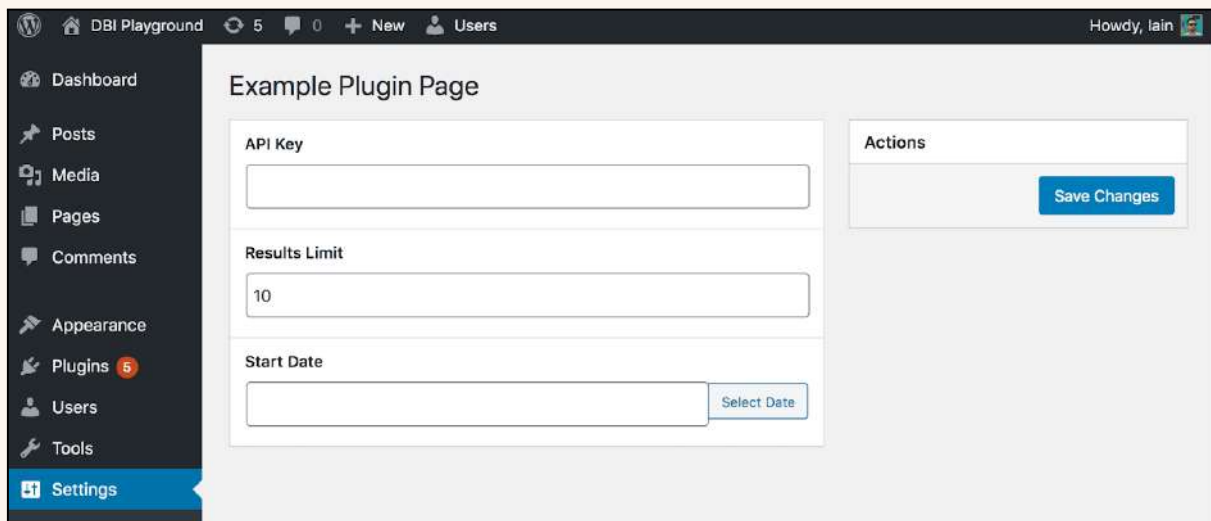 DBI Playground 5 0 New Users Howdy, Iain
Dashboard
Posts
Media
Pages
Comments
Appearance
Plugins 5
Users
Tools
Settings
Example Plugin Page
API Key
Results Limit
10
Start Date
Select Date
Actions
Save Changes